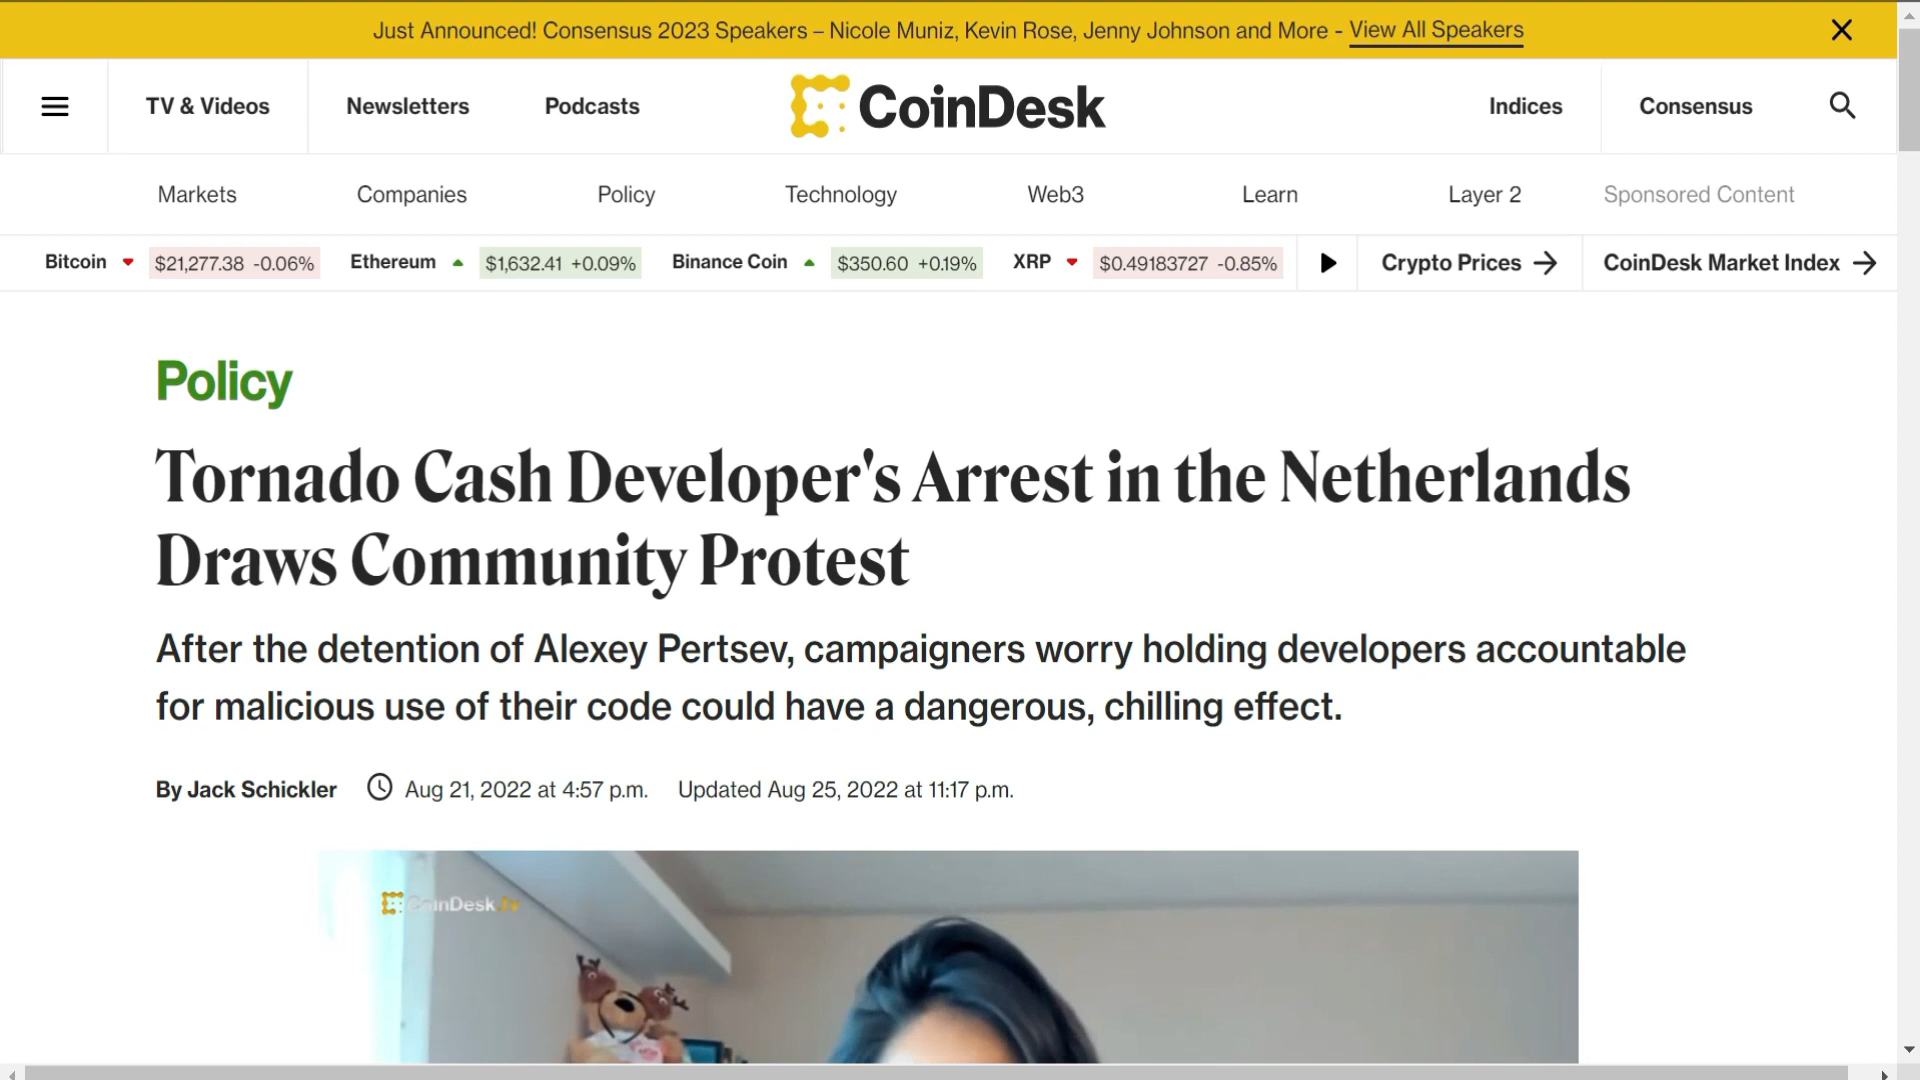 Just Announced! Consensus 2023 Speakers – Nicole Muniz, Kevin Rose, Jenny Johnson and More - View All Speakers
TV & Videos Newsletters Podcasts CoinDesk Indices Consensus
Markets Companies Policy Technology Web3 Learn Layer 2 Sponsored Content
Bitcoin $21,277.38 -0.06% Ethereum $1,632.41 +0.09% Binance Coin $350.60 +0.19% XRP $0.49183727 -0.85% Crypto Prices CoinDesk Market Index
Policy
Tornado Cash Developer's Arrest in the Netherlands
Draws Community Protest
After the detention of Alexey Pertsev, campaigners worry holding developers accountable
for malicious use of their code could have a dangerous, chilling effect.
By Jack Schickler Aug 21, 2022 at 4:57 p.m. Updated Aug 25, 2022 at 11:17 p.m.
CoinDesk TV